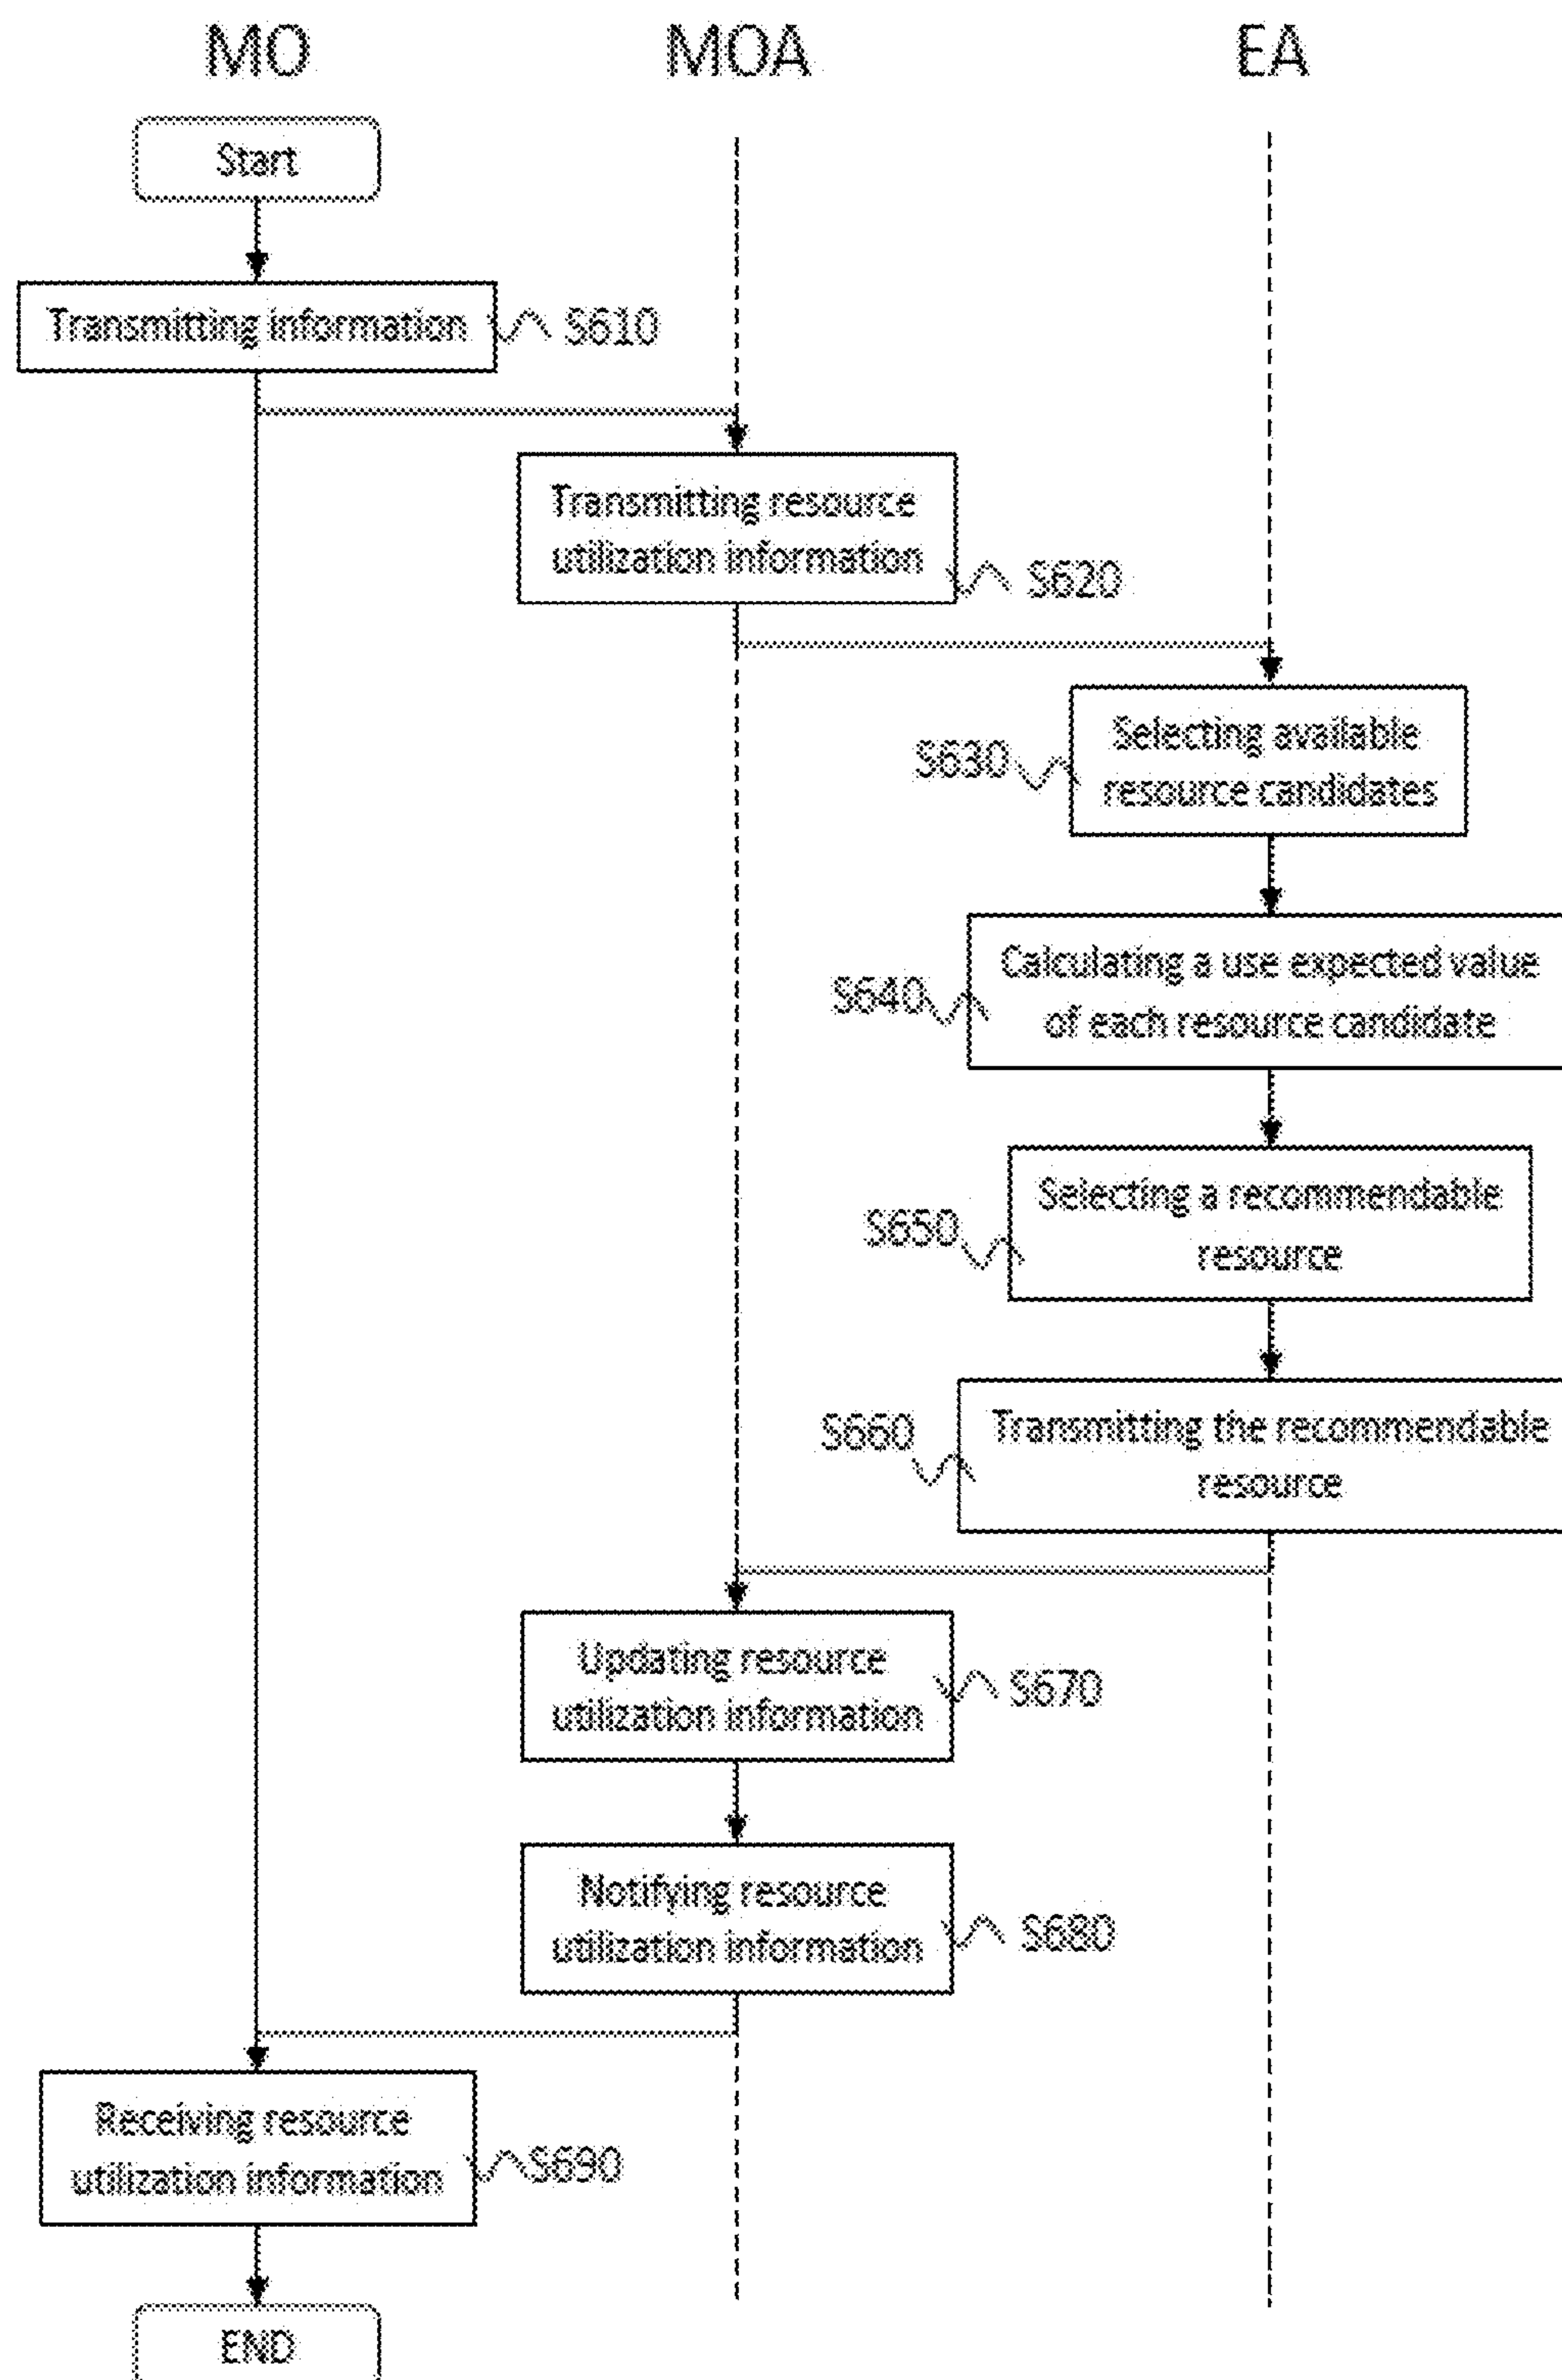 MO MOA EA
Start
Transmitting information
S610
Transmitting resource
utilization information
S620
Selecting available
resource candidates
S630
Calculating a use expected value
of each resource candidate
S640
Selecting a recommendable
resource
S650
Transmitting the recommendable
resource
S660
Updating resource
utilization information
S670
Notifying resource
utilization information
S680
Receiving resource
utilization information
S690
END